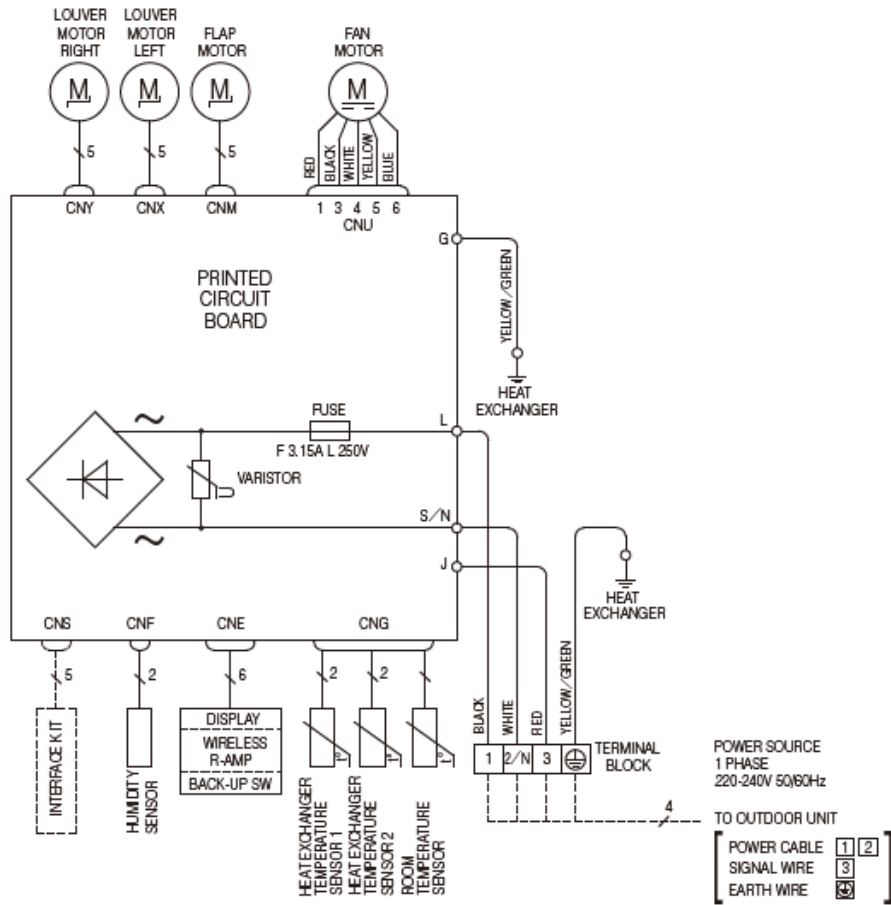 LOUVER
MOTOR
RIGHT
LOUVER
MOTOR
LEFT
FLAP
MOTOR
FAN
MOTOR
M
M
M
M
5
5
5
RED
BLACK
WHITE
YELLOW
BLUE
CNY
CNX
CNM
1 3 4 5 6
CNU
G
YELLOW/GREEN
HEAT
EXCHANGER
PRINTED
CIRCUIT
BOARD
FUSE
F 3.15A L 250V
L
VARISTOR
S/N
J
HEAT
EXCHANGER
CNS
CNF
CNE
CNG
5
2
6
2
2
INTERFACE KIT
HUMIDITY
SENSOR
DISPLAY
WIRELESS
R-AMP
BACK-UP SW
HEAT EXCHANGER
TEMPERATURE
SENSOR 1
HEAT EXCHANGER
TEMPERATURE
SENSOR 2
ROOM
TEMPERATURE
SENSOR
BLACK
WHITE
RED
YELLOW/GREEN
1 2/N 3
TERMINAL
BLOCK
POWER SOURCE
1 PHASE
220-240V 50/60Hz
4
TO OUTDOOR UNIT
POWER CABLE 1 2
SIGNAL WIRE 3
EARTH WIRE